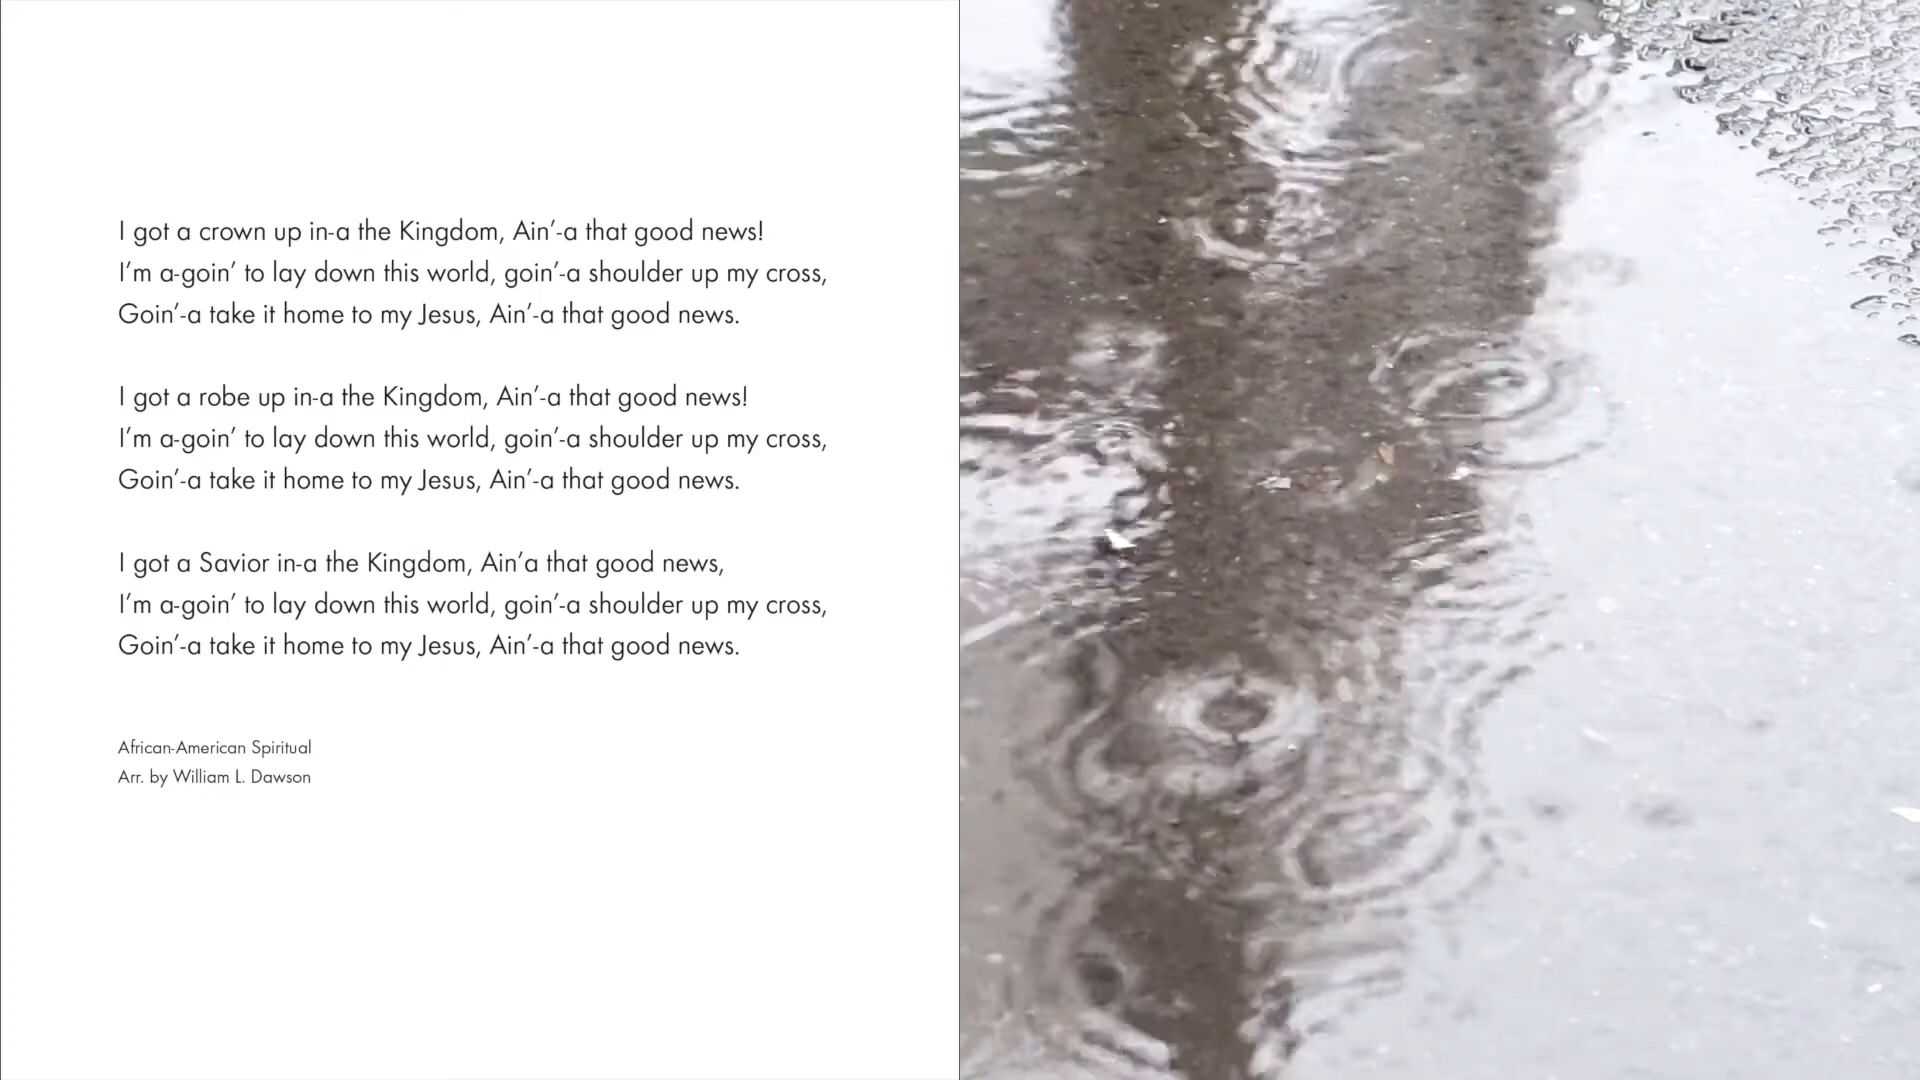 I got a crown up in-a the Kingdom, Ain’-a that good news!
I’m a-goin’ to lay down this world, goin’-a shoulder up my cross,
Goin’-a take it home to my Jesus, Ain’-a that good news.
I got a robe up in-a the Kingdom, Ain’-a that good news!
I’m a-goin’ to lay down this world, goin’-a shoulder up my cross,
Goin’-a take it home to my Jesus, Ain’-a that good news.
I got a Savior in-a the Kingdom, Ain’a that good news,
I’m a-goin’ to lay down this world, goin’-a shoulder up my cross,
Goin’-a take it home to my Jesus, Ain’-a that good news.
African-American Spiritual
Arr. by William L. Dawson